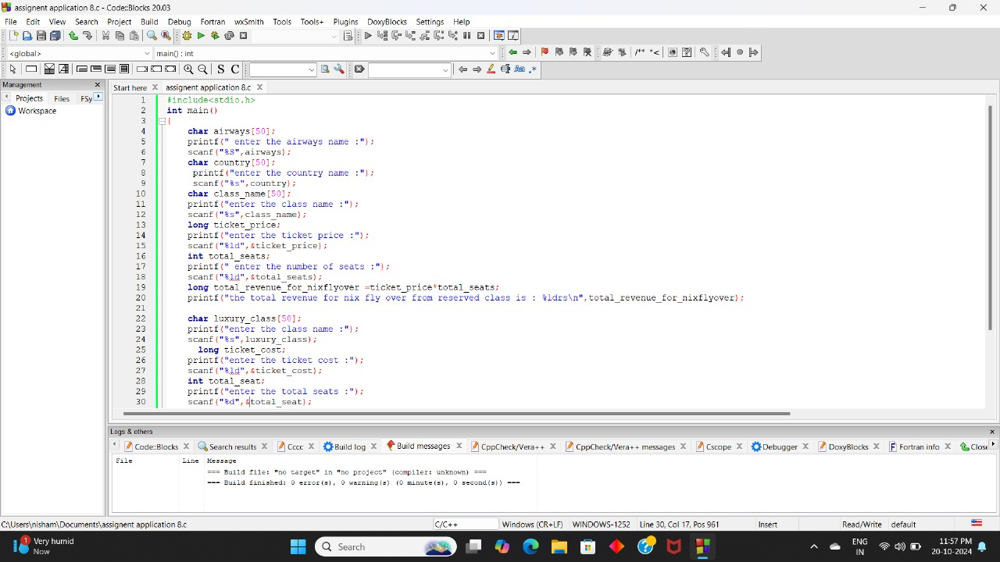 assignent application 8.c - Code::Blocks 20.03
File Edit View Search Project Build Debug Fortran wxSmith Tools Tools+ Plugins DoxyBlocks Settings Help
<global> main() : int
Management
Projects Files FSy
Workspace
Start here assignent application 8.c
1 #include<stdio.h>
2 int main()
3 {
4 char airways[50];
5 printf(" enter the airways name :");
6 scanf("%S",airways);
7 char country[50];
8 printf("enter the country name :");
9 scanf("%s",country);
10 char class_name[50];
11 printf("enter the class name :");
12 scanf("%s",class_name);
13 long ticket_price;
14 printf("enter the ticket price :");
15 scanf("%ld",&ticket_price);
16 int total_seats;
17 printf(" enter the number of seats :");
18 scanf("%ld",&total_seats);
19 long total_revenue_for_nixflyover =ticket_price*total_seats;
20 printf("the total revenue for nix fly over from reserved class is : %ldrs\n",total_revenue_for_nixflyover);
21
22 char luxury_class[50];
23 printf("enter the class name :");
24 scanf("%s",luxury_class);
25 long ticket_cost;
26 printf("enter the ticket cost :");
27 scanf("%ld",&ticket_cost);
28 int total_seat;
29 printf("enter the total seats :");
30 scanf("%d",&total_seat);
Logs & others
Code::Blocks Search results Cccc Build log Build messages CppCheck/Vera++ CppCheck/Vera++ messages Cscope Debugger DoxyBlocks Fortran info Close
File Line Message
=== Build file: "no target" in "no project" (compiler: unknown) ===
=== Build finished: 0 error(s), 0 warning(s) (0 minute(s), 0 second(s)) ===
C:\Users\nisham\Documents\assignent application 8.c C/C++ Windows (CR+LF) WINDOWS-1252 Line 30, Col 17, Pos 961 Insert Read/Write default
1 Very humid
Now
Search
ENG
IN
11:57 PM
20-10-2024